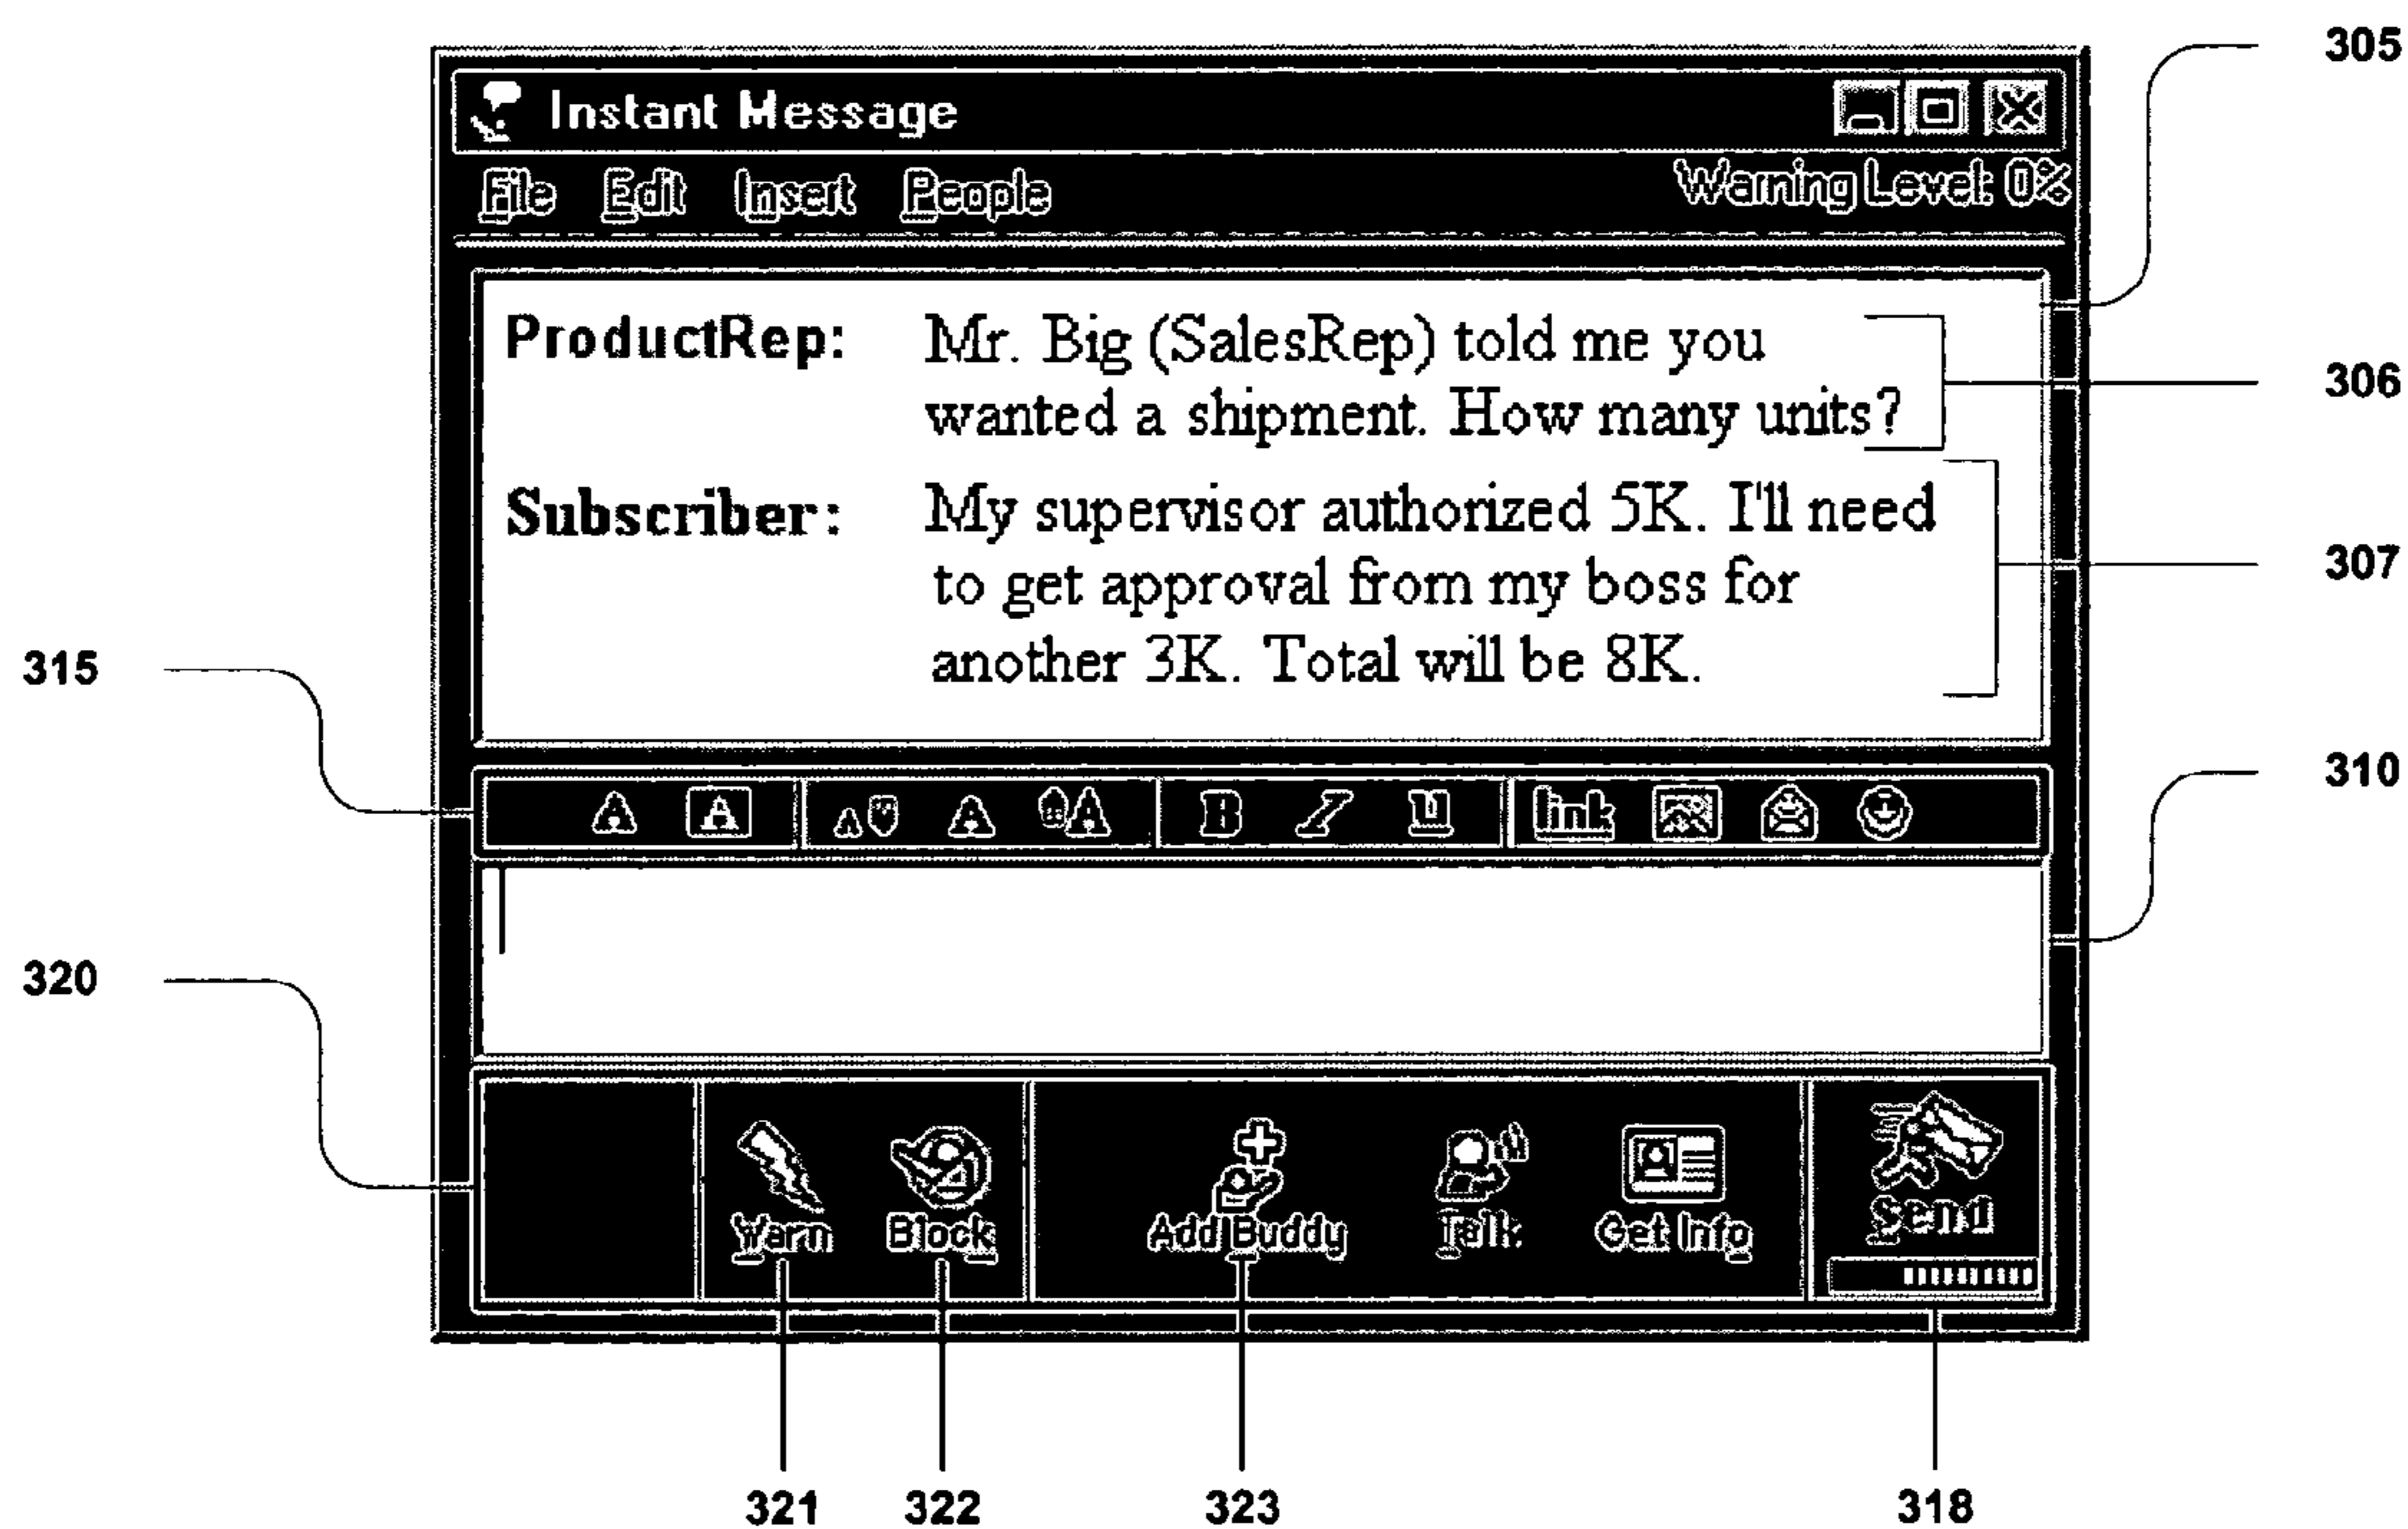 305
Instant Message
File Edit Insert People Warning Level: 0%
ProductRep: Mr. Big (SalesRep) told me you
wanted a shipment. How many units?
306
Subscriber: My supervisor authorized 5K. I'll need
to get approval from my boss for
another 3K. Total will be 8K.
307
315
310
A A A A A B I U link
320
Warn Block Add Buddy Talk Get Info Send
321 322 323 318